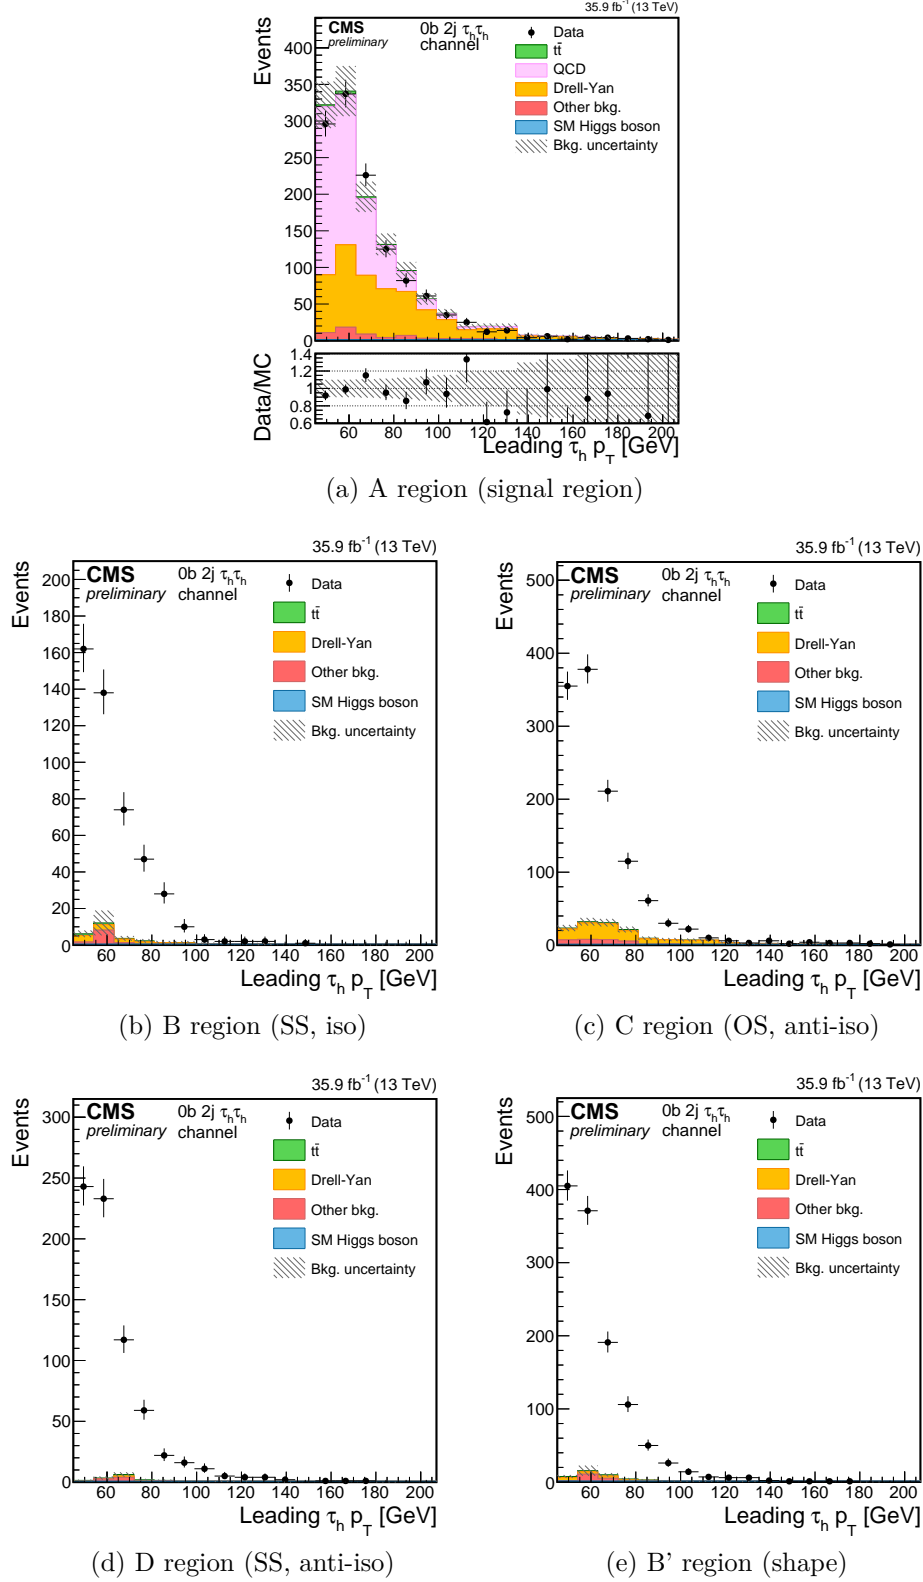 35.9 fb⁻¹ (13 TeV)
CMS
preliminary
0b 2j τₕτₕ
channel
Data
tt̄
QCD
Drell-Yan
Other bkg.
SM Higgs boson
Bkg. uncertainty
Events
400
350
300
250
200
150
100
50
0
Data/MC
1.4
1.2
1
0.8
0.6
60 80 100 120 140 160 180 200
Leading τₕ p_T [GeV]
(a) A region (signal region)
35.9 fb⁻¹ (13 TeV)
CMS
preliminary
0b 2j τₕτₕ
channel
Data
tt̄
Drell-Yan
Other bkg.
SM Higgs boson
Bkg. uncertainty
Events
200
180
160
140
120
100
80
60
40
20
0
60 80 100 120 140 160 180 200
Leading τₕ p_T [GeV]
(b) B region (SS, iso)
35.9 fb⁻¹ (13 TeV)
CMS
preliminary
0b 2j τₕτₕ
channel
Data
tt̄
Drell-Yan
Other bkg.
SM Higgs boson
Bkg. uncertainty
Events
500
400
300
200
100
0
60 80 100 120 140 160 180 200
Leading τₕ p_T [GeV]
(c) C region (OS, anti-iso)
35.9 fb⁻¹ (13 TeV)
CMS
preliminary
0b 2j τₕτₕ
channel
Data
tt̄
Drell-Yan
Other bkg.
SM Higgs boson
Bkg. uncertainty
Events
300
250
200
150
100
50
0
60 80 100 120 140 160 180 200
Leading τₕ p_T [GeV]
(d) D region (SS, anti-iso)
35.9 fb⁻¹ (13 TeV)
CMS
preliminary
0b 2j τₕτₕ
channel
Data
tt̄
Drell-Yan
Other bkg.
SM Higgs boson
Bkg. uncertainty
Events
500
400
300
200
100
0
60 80 100 120 140 160 180 200
Leading τₕ p_T [GeV]
(e) B’ region (shape)